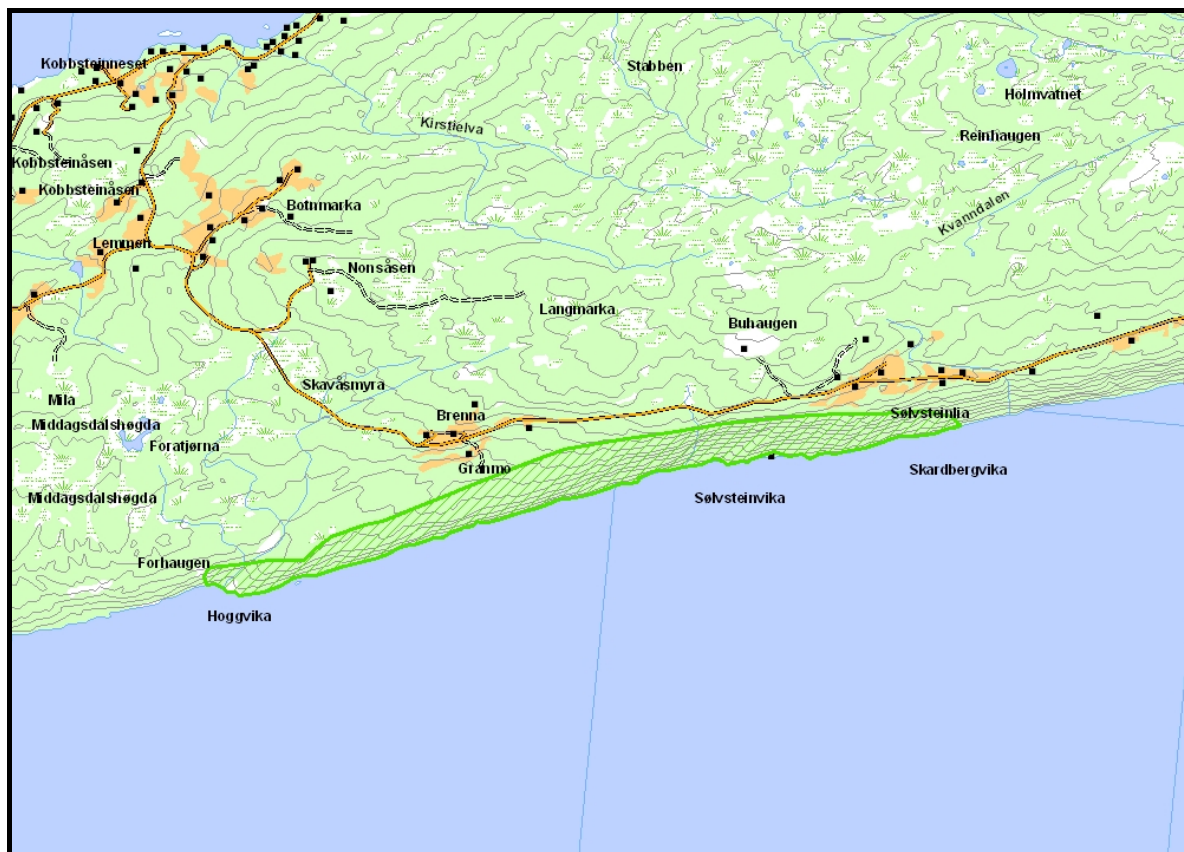 Kobbsteinneset
Stabben
Holmvatnet
Kirstielva
Reinhaugen
Kobbsteinåsen
Kobbsteinåsen
Botnmarka
Kvanndalen
Lemmen
Nonsåsen
Langmarka
Buhaugen
Skavåsmyra
Mila
Brenna
Sølvsteinlia
Middagsdalshøgda
Foratjørna
Granmo
Skardbergvika
Middagsdalshøgda
Sølvsteinvika
Forhaugen
Hoggvika